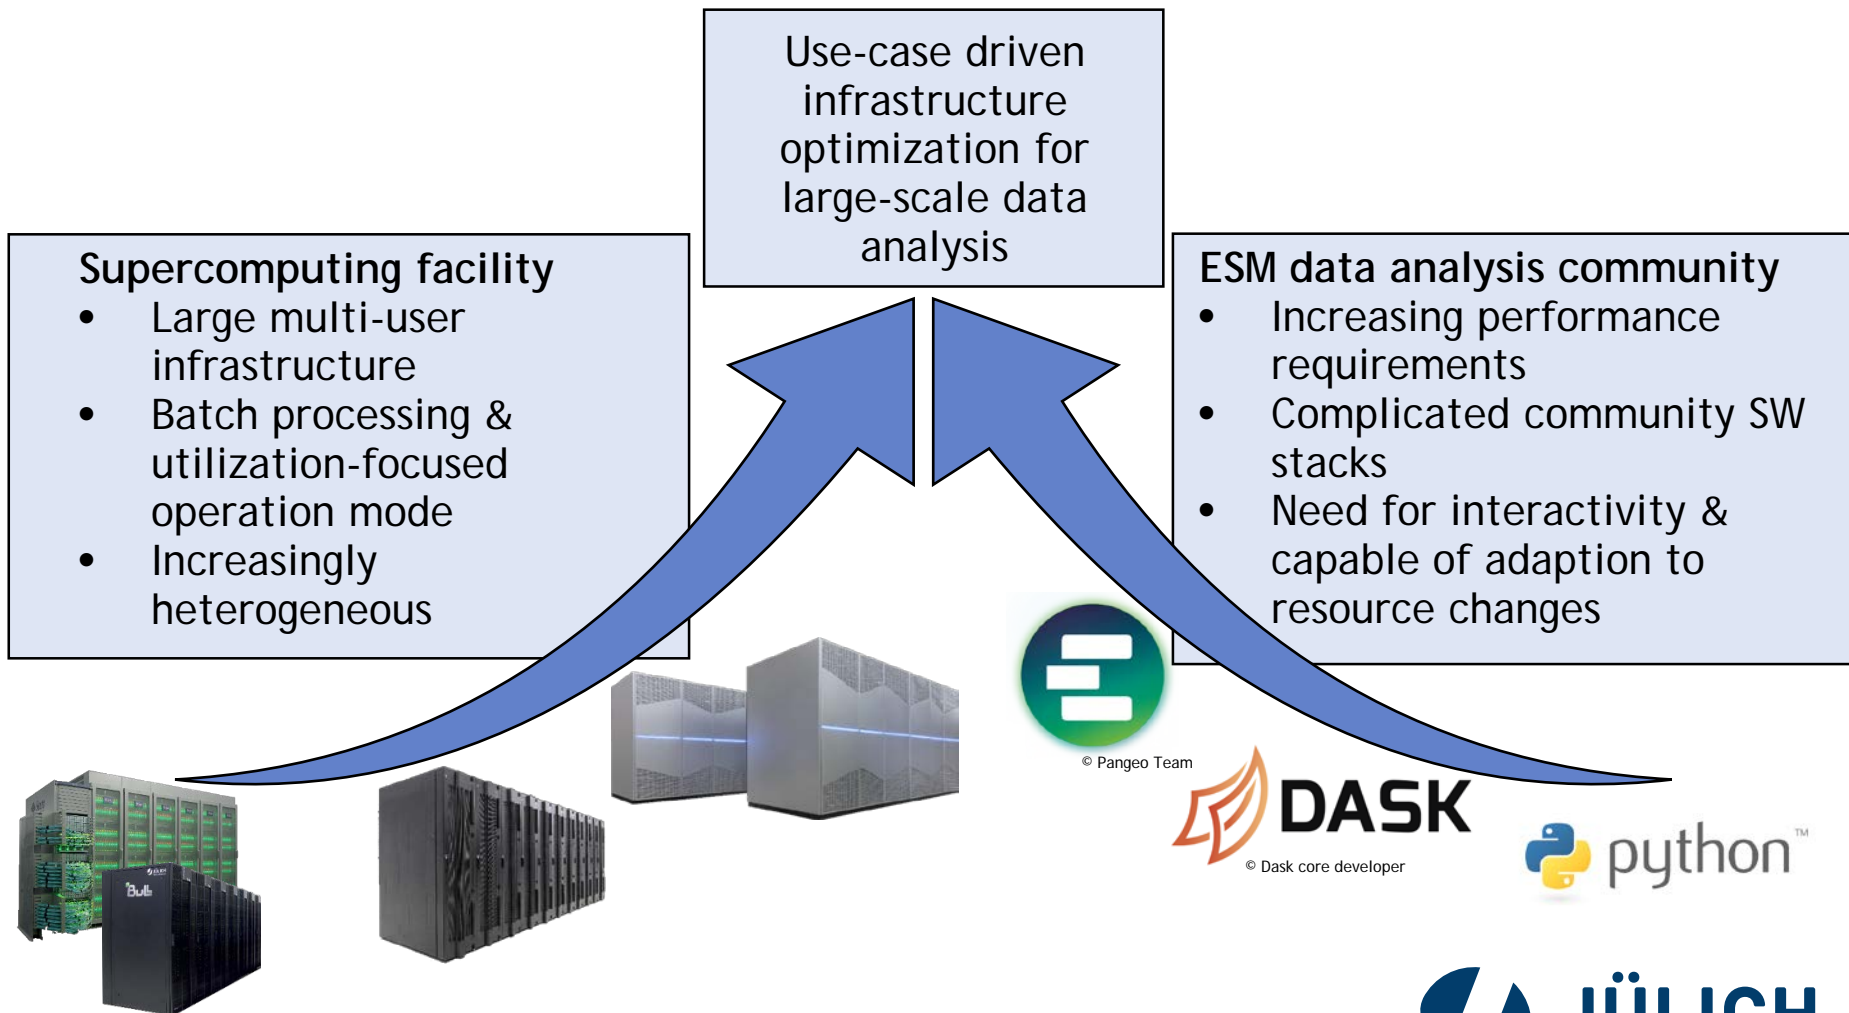 Use-case driven
infrastructure
optimization for
large-scale data
analysis
Supercomputing facility
• Large multi-user
infrastructure
• Batch processing &
utilization-focused
operation mode
• Increasingly
heterogeneous
ESM data analysis community
• Increasing performance
requirements
• Complicated community SW
stacks
• Need for interactivity &
capable of adaption to
resource changes
© Pangeo Team
DASK
© Dask core developer
python™
Bull
JÜLICH